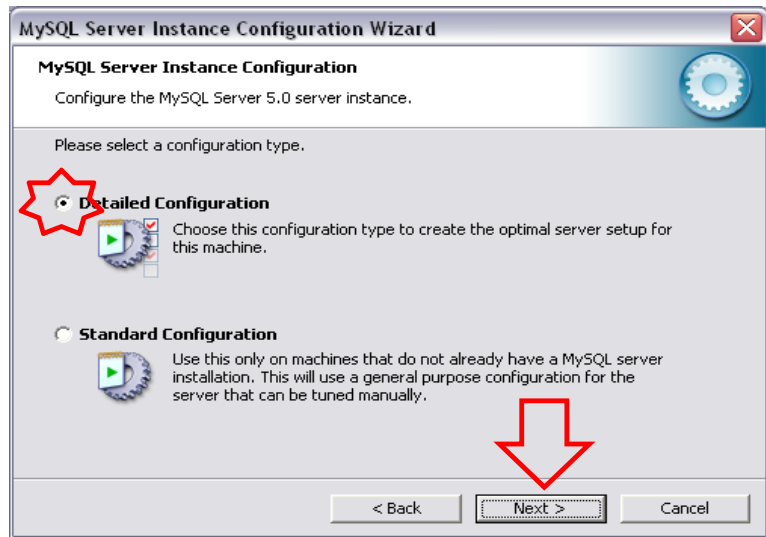 MySQL Server Instance Configuration Wizard
MySQL Server Instance Configuration
Configure the MySQL Server 5.0 server instance.
Please select a configuration type.
Detailed Configuration
Choose this configuration type to create the optimal server setup for
this machine.
Standard Configuration
Use this only on machines that do not already have a MySQL server
installation. This will use a general purpose configuration for the
server that can be tuned manually.
< Back Next > Cancel